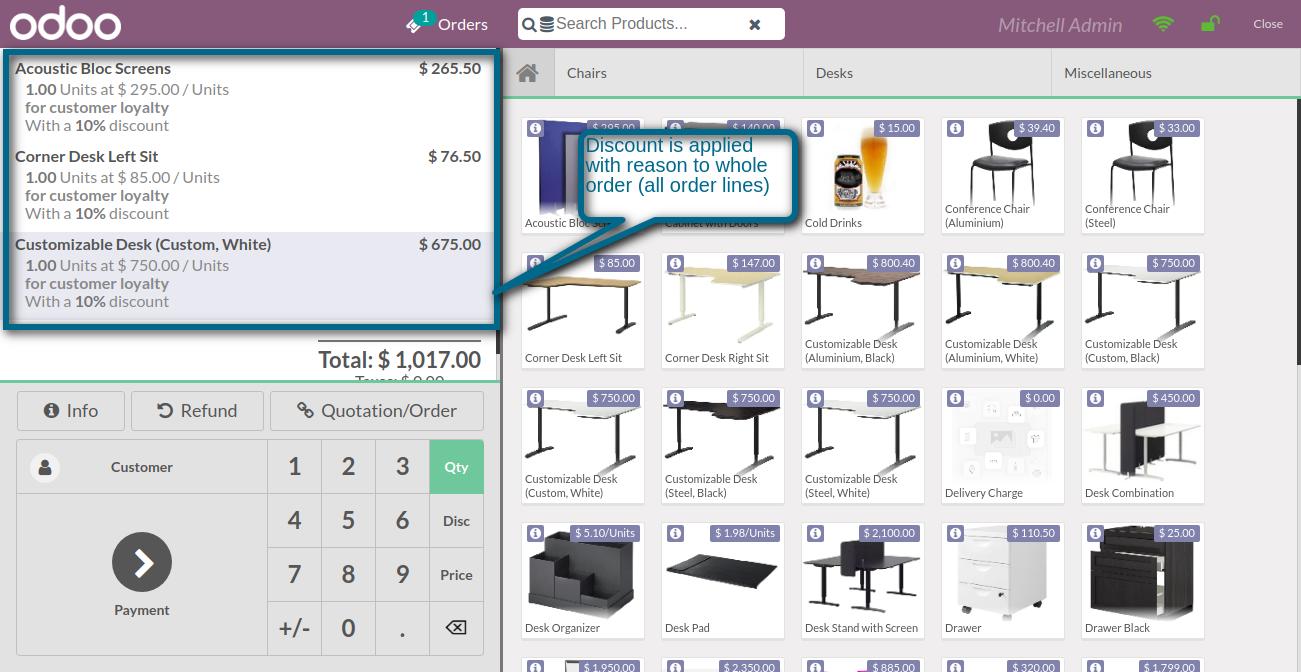 odoo
1
Orders
Search Products...
Mitchell Admin
Close
Acoustic Bloc Screens $ 265.50
1.00 Units at $ 295.00 / Units
for customer loyalty
With a 10% discount
Corner Desk Left Sit $ 76.50
1.00 Units at $ 85.00 / Units
for customer loyalty
With a 10% discount
Customizable Desk (Custom, White) $ 675.00
1.00 Units at $ 750.00 / Units
for customer loyalty
With a 10% discount
Total: $ 1,017.00
Taxes: $ 0.00
Info
Refund
Quotation/Order
Customer
1 2 3 Qty
4 5 6 Disc
7 8 9 Price
+/- 0 .
Payment
Chairs
Desks
Miscellaneous
Discount is applied
with reason to whole
order (all order lines)
$ 295.00
Acoustic Bloc
$ 140.00
Cabinet with Doors
$ 15.00
Cold Drinks
$ 39.40
Conference Chair
(Aluminium)
$ 33.00
Conference Chair
(Steel)
$ 85.00
Corner Desk Left Sit
$ 147.00
Corner Desk Right Sit
$ 800.40
Customizable Desk
(Aluminium, Black)
$ 800.40
Customizable Desk
(Aluminium, White)
$ 750.00
Customizable Desk
(Custom, Black)
$ 750.00
Customizable Desk
(Custom, White)
$ 750.00
Customizable Desk
(Steel, Black)
$ 750.00
Customizable Desk
(Steel, White)
$ 0.00
Delivery Charge
$ 450.00
Desk Combination
$ 5.10/Units
Desk Organizer
$ 1.98/Units
Desk Pad
$ 2,100.00
Desk Stand with Screen
$ 110.50
Drawer
$ 25.00
Drawer Black
$ 1,950.00
$ 2,350.00
$ 885.00
$ 320.00
$ 1,799.00